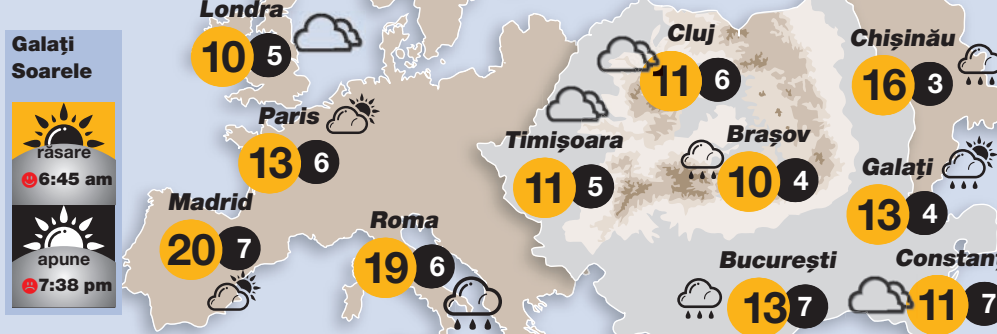 Galați
Soarele
răsare
6:45 am
apune
7:38 pm
Londra
10 5
Paris
13 6
Madrid
20 7
Roma
19 6
Cluj
11 6
Timișoara
11 5
Brașov
10 4
Chișinău
16 3
Galați
13 4
București
13 7
Constanț
11 7